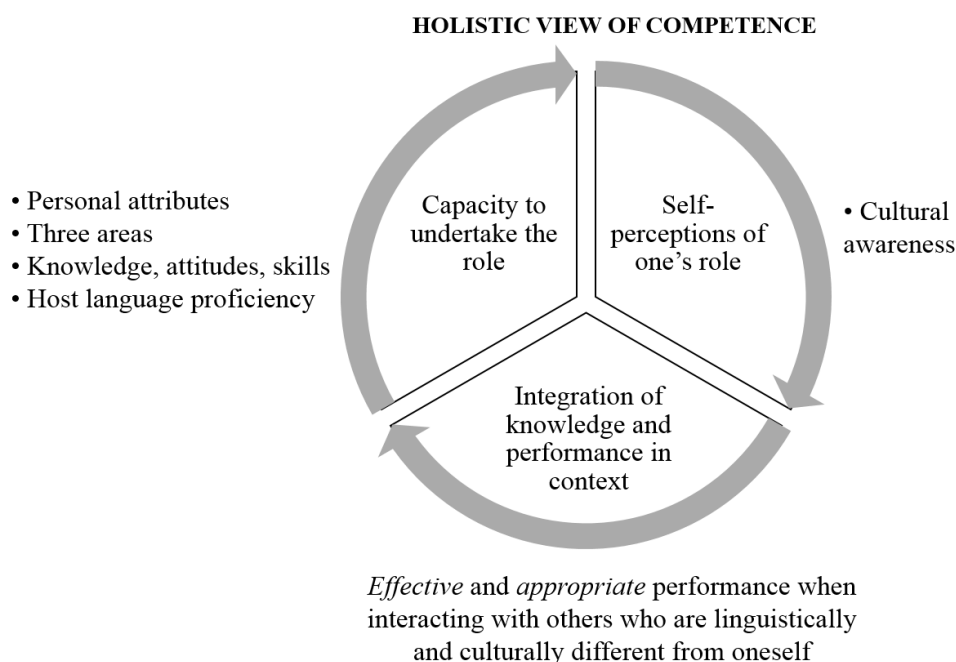 HOLISTIC VIEW OF COMPETENCE
• Personal attributes
• Three areas
• Knowledge, attitudes, skills
• Host language proficiency
Capacity to
undertake the
role
Self-
perceptions of
one’s role
• Cultural
awareness
Integration of
knowledge and
performance in
context
Effective and appropriate performance when
interacting with others who are linguistically
and culturally different from oneself